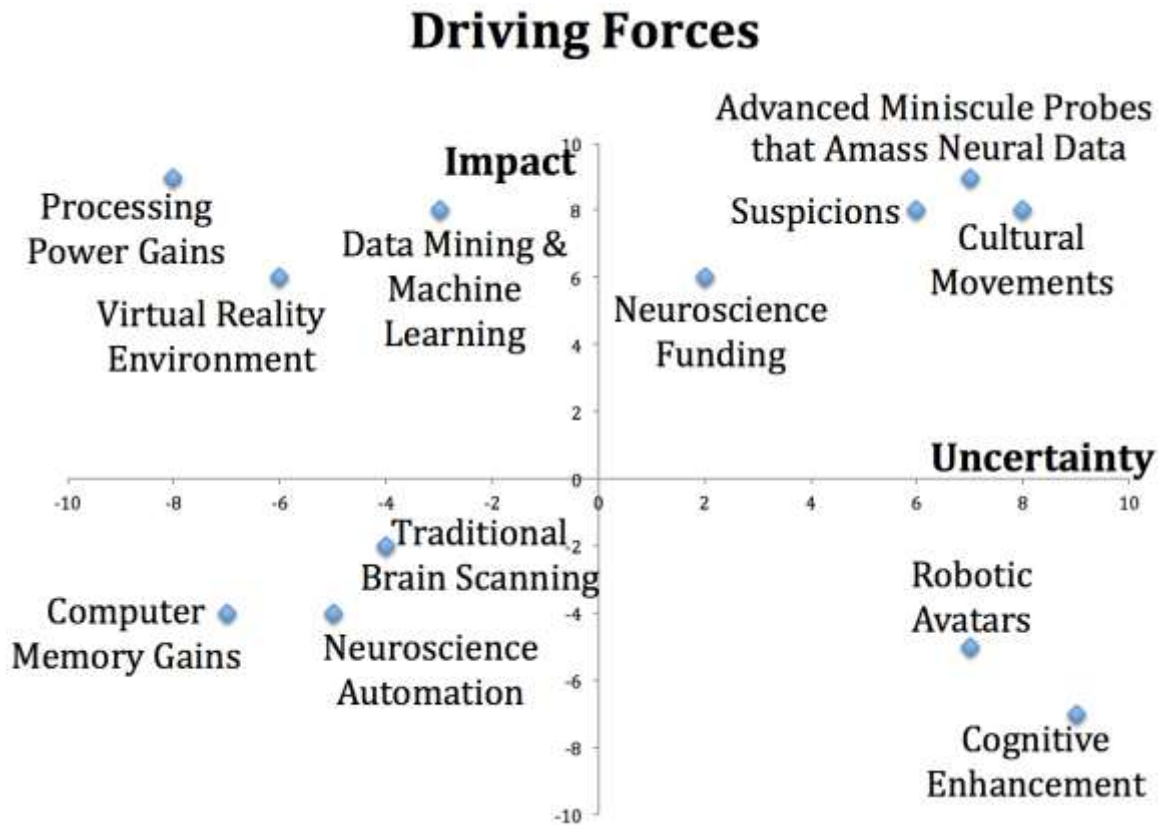 Driving Forces
Advanced Miniscule Probes
that Amass Neural Data
10
Impact
Processing
Power Gains
Suspicions
8
Data Mining &
Machine
Learning
Cultural
Movements
6
Virtual Reality
Environment
Neuroscience
Funding
4
2
Uncertainty
0
-10
-8
-6
-4
-2
0
2
4
6
8
10
Traditional
-2
Brain Scanning
Robotic
Avatars
Computer
Memory Gains
-4
Neuroscience
Automation
-6
-8
Cognitive
Enhancement
-10